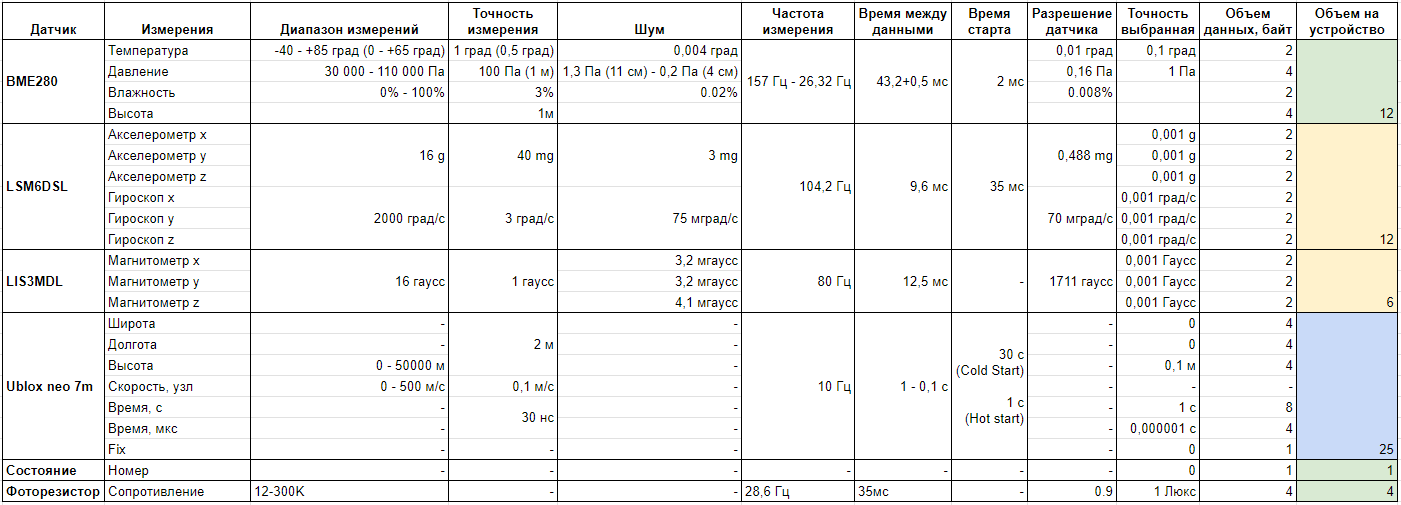 Датчик Измерения Диапазон измерений Точность измерения Шум Частота измерения Время между данными Время старта Разрешение датчика Точность выбранная Объем данных, байт Объем на устройство
BME280 Температура -40 - +85 град (0 - +65 град) 1 град (0,5 град) 0,004 град 157 Гц - 26,32 Гц 43,2+0,5 мс 2 мс 0,01 град 0,1 град 2
Давление 30 000 - 110 000 Па 100 Па (1 м) 1,3 Па (11 см) - 0,2 Па (4 см) 0,16 Па 1 Па 4
Влажность 0% - 100% 3% 0.02% 0.008% 2
Высота 1м 4 12
LSM6DSL Акселерометр x 104,2 Гц 9,6 мс 35 мс 0,001 g 2
Акселерометр y 16 g 40 mg 3 mg 0,488 mg 0,001 g 2
Акселерометр z 0,001 g 2
Гироскоп x 0,001 град/с 2
Гироскоп y 2000 град/с 3 град/с 75 мград/с 70 мград/с 0,001 град/с 2
Гироскоп z 0,001 град/с 2 12
LIS3MDL Магнитометр x 3,2 мгаусс 0,001 Гаусс 2
Магнитометр y 16 гаусс 1 гаусс 3,2 мгаусс 80 Гц 12,5 мс - 1711 гаусс 0,001 Гаусс 2
Магнитометр z 4,1 мгаусс 0,001 Гаусс 2 6
Ublox neo 7m Широта - - - 0 4
Долгота - 2 м - - 0 4
Высота 0 - 50000 м - 30 с (Cold Start) - 0,1 м 4
Скорость, узл 0 - 500 м/с 0,1 м/с - 10 Гц 1 - 0,1 с - - -
Время, с - 30 нс - 1 с (Hot start) - 1 с 8
Время, мкс - - - 0,000001 с 4
Fix - - - - 0 1 25
Состояние Номер - - - - - - - 0 1 1
Фоторезистор Сопротивление 12-300K - - 28,6 Гц 35мс - 0.9 1 Люкс 4 4